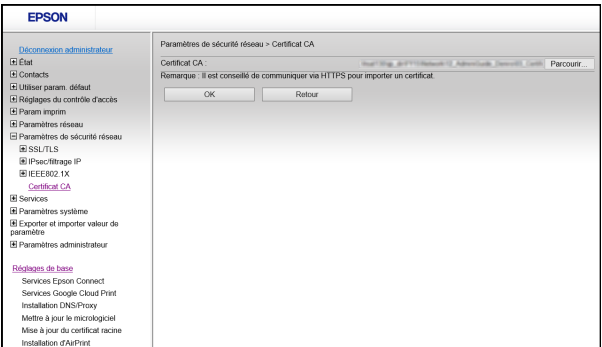 EPSON
Déconnexion administrateur
État
Contacts
Utiliser param. défaut
Réglages du contrôle d'accès
Param imprim
Paramètres réseau
Paramètres de sécurité réseau
SSL/TLS
IPsec/filtrage IP
IEEE802.1X
Certificat CA
Services
Paramètres système
Exporter et importer valeur de
paramètre
Paramètres administrateur
Réglages de base
Services Epson Connect
Services Google Cloud Print
Installation DNS/Proxy
Mettre à jour le micrologiciel
Mise à jour du certificat racine
Installation d'AirPrint
Paramètres de sécurité réseau > Certificat CA
Certificat CA :
Parcourir...
Remarque : Il est conseillé de communiquer via HTTPS pour importer un certificat.
OK
Retour